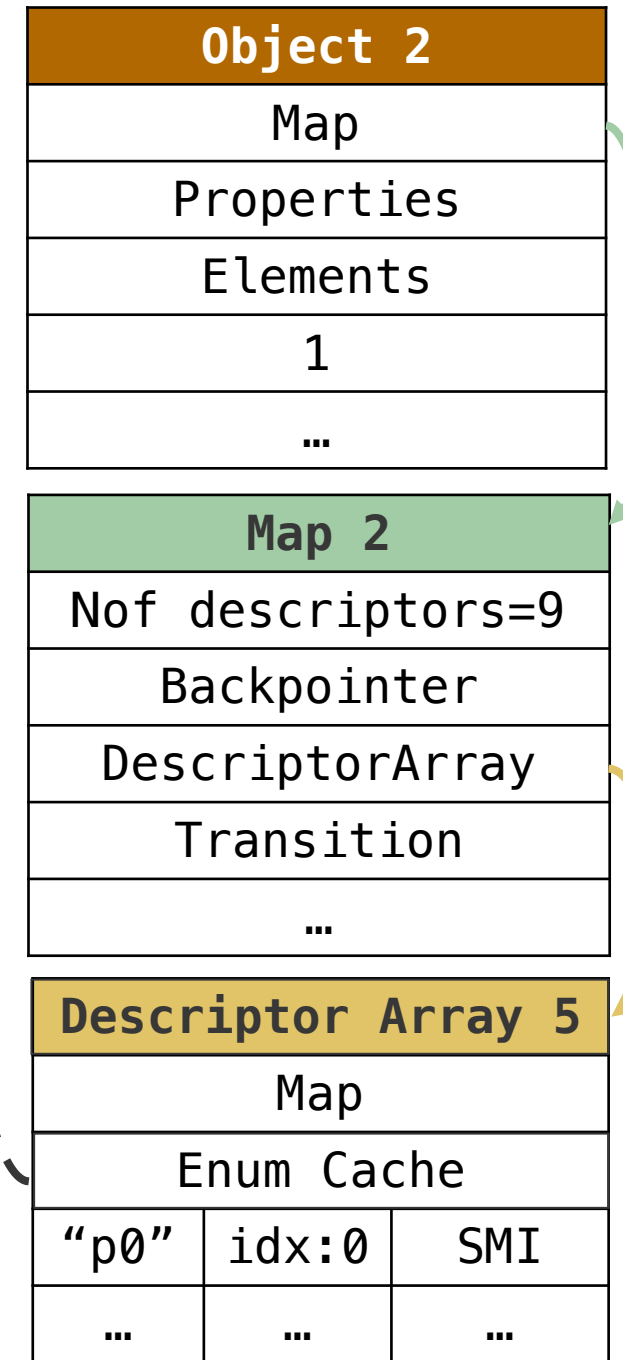 Object 2
Map
Properties
Elements
1
…
Map 2
Nof descriptors=9
Backpointer
DescriptorArray
Transition
…
Descriptor Array 5
Map
Enum Cache
“p0” idx:0 SMI
… … …